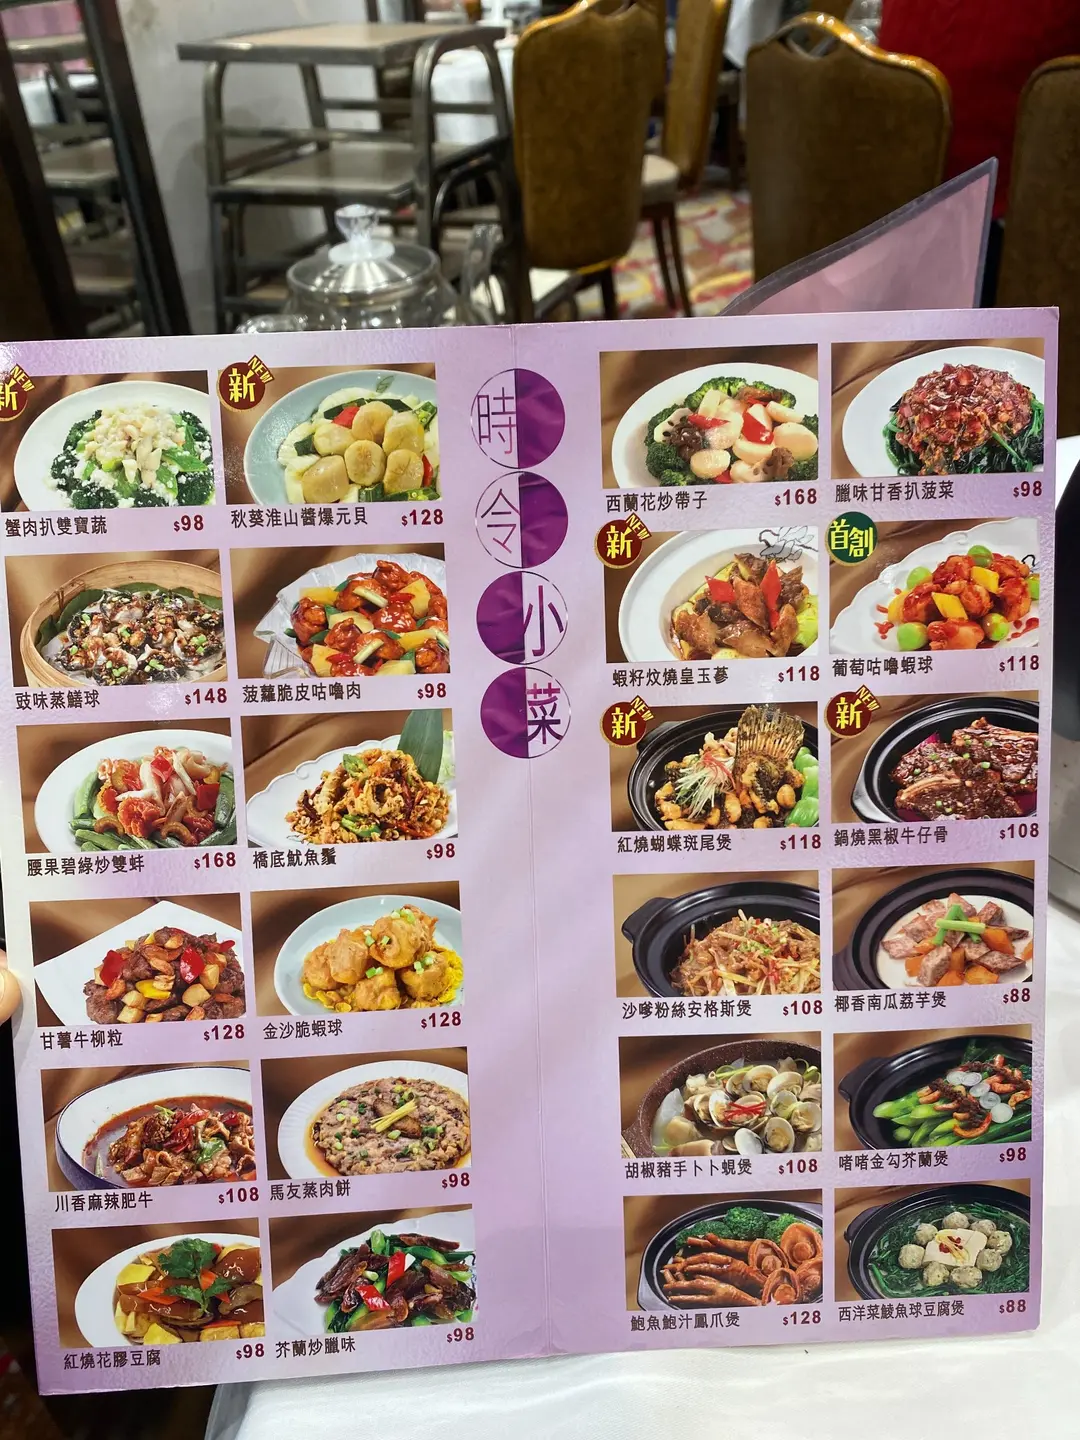 時令小菜
新 NEW
蟹肉扒雙寶蔬 $98
新 NEW
秋葵淮山醬爆元貝 $128
豉味蒸鱔球 $148
菠蘿脆皮咕嚕肉 $98
腰果碧綠炒雙蚌 $168
橋底魷魚鬚 $98
甘薯牛柳粒 $128
金沙脆蝦球 $128
川香麻辣肥牛 $108
馬友蒸肉餅 $98
紅燒花膠豆腐 $98
芥蘭炒臘味 $98
西蘭花炒帶子 $168
臘味甘香扒菠菜 $98
新 NEW
蝦籽炆燒皇玉蔘 $118
首創
葡萄咕嚕蝦球 $118
新 NEW
紅燒蝴蝶斑尾煲 $118
新 NEW
鍋燒黑椒牛仔骨 $108
沙嗲粉絲安格斯煲 $108
椰香南瓜荔芋煲 $88
胡椒豬手卜卜蜆煲 $108
啫啫金勾芥蘭煲 $98
鮑魚鮑汁鳳爪煲 $128
西洋菜鯪魚球豆腐煲 $88